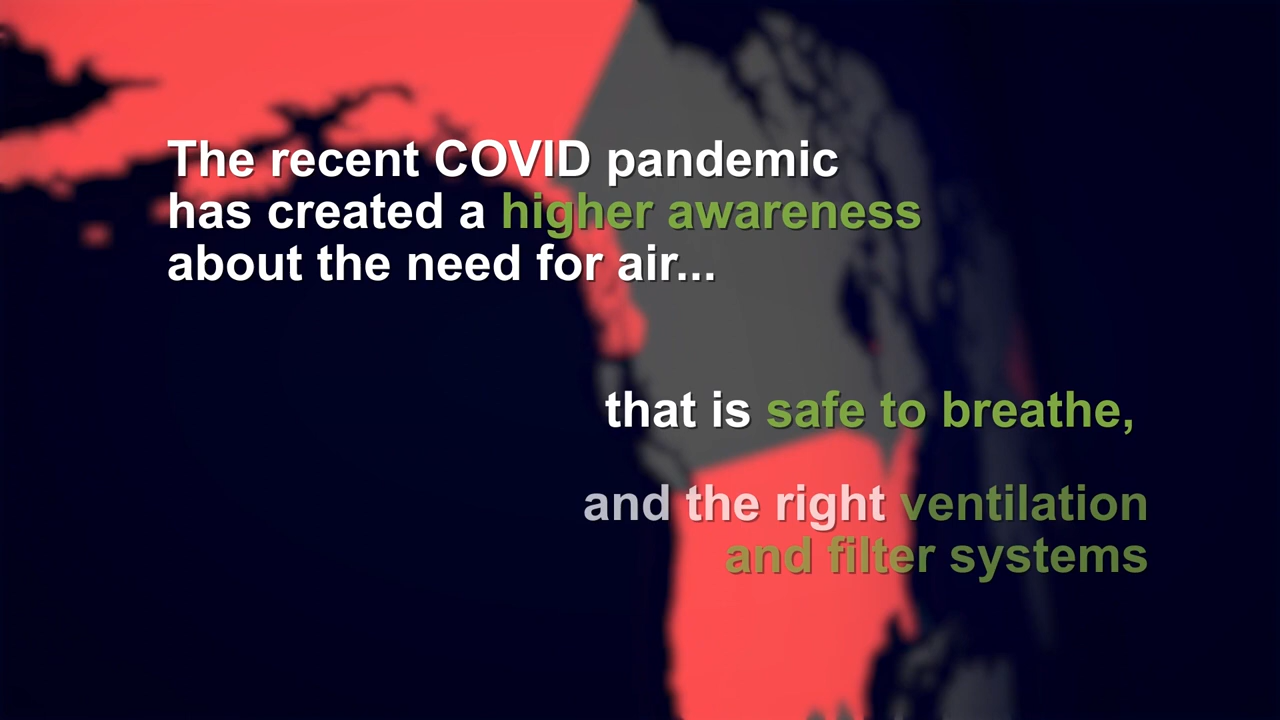 The recent COVID pandemic
has created a higher awareness
about the need for air...
that is safe to breathe,
and the right ventilation
and filter systems